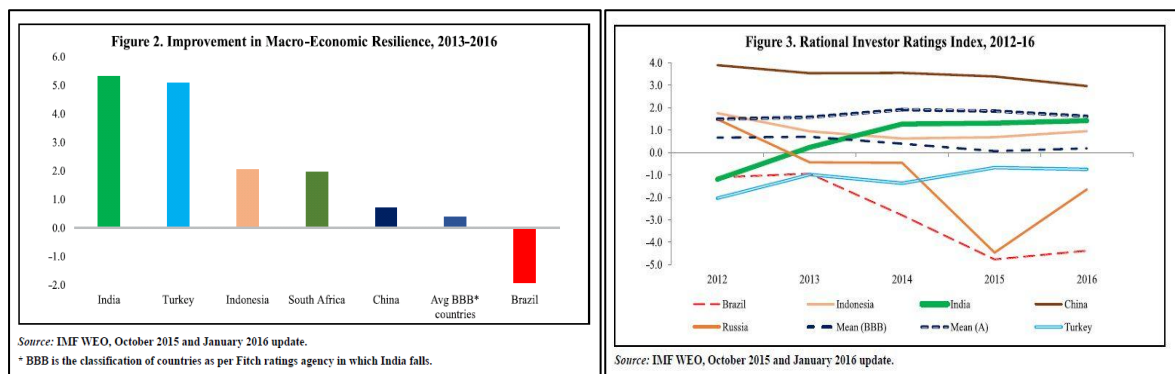 Figure 2. Improvement in Macro-Economic Resilience, 2013-2016
6.0
5.0
4.0
3.0
2.0
1.0
0.0
-1.0
-2.0
India
Turkey
Indonesia
South Africa
China
Avg BBB*
countries
Brazil
Source: IMF WEO, October 2015 and January 2016 update.
* BBB is the classification of countries as per Fitch ratings agency in which India falls.
Figure 3. Rational Investor Ratings Index, 2012-16
4.0
3.0
2.0
1.0
0.0
-1.0
-2.0
-3.0
-4.0
-5.0
2012 2013 2014 2015 2016
Brazil Indonesia India China
Russia Mean (BBB) Mean (A) Turkey
Source: IMF WEO, October 2015 and January 2016 update.